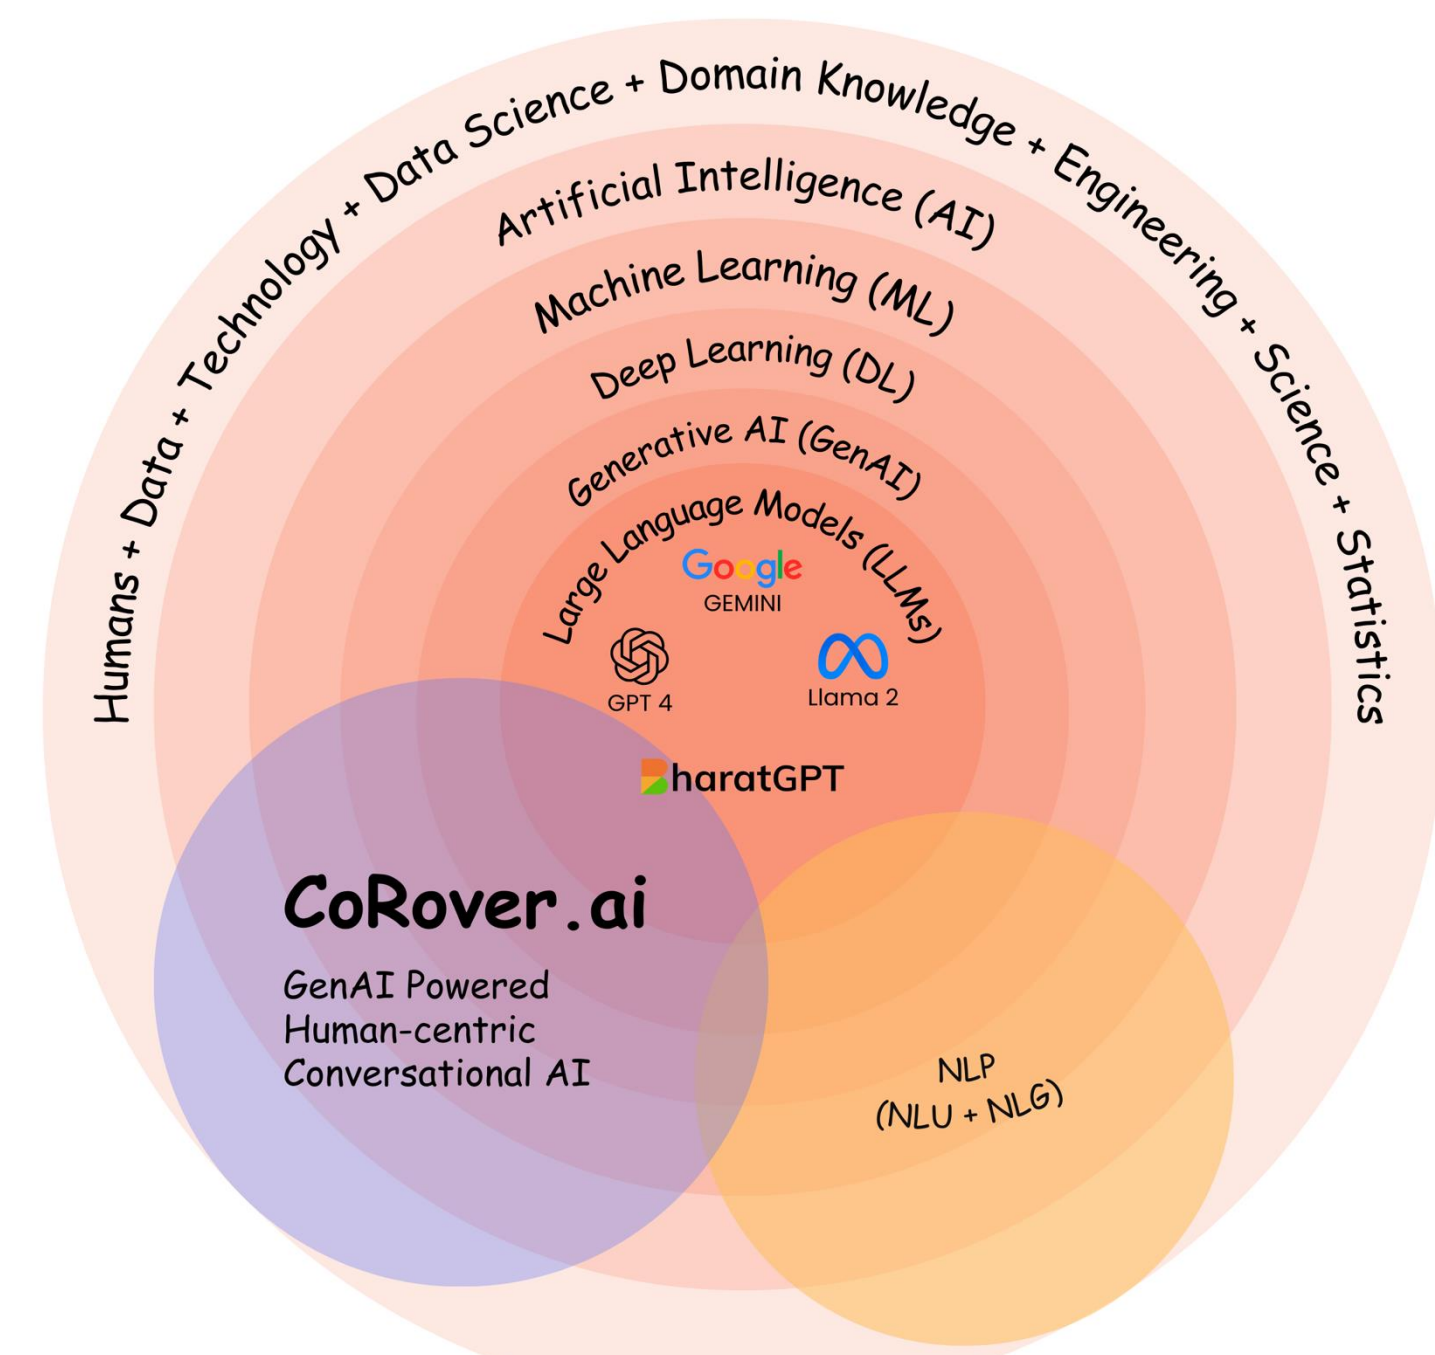 Humans + Data + Technology + Data Science + Domain Knowledge + Engineering + Science + Statistics
Artificial Intelligence (AI)
Machine Learning (ML)
Deep Learning (DL)
Generative AI (GenAI)
Large Language Models (LLMs)
Google
GEMINI
GPT 4
Llama 2
BharatGPT
CoRover.ai
GenAI Powered
Human-centric
Conversational AI
NLP
(NLU + NLG)